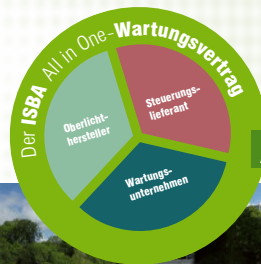 Der ISBA All in One-Wartungsvertrag
Oberlicht-
hersteller
Steuerungs-
lieferant
Wartungs-
unternehmen